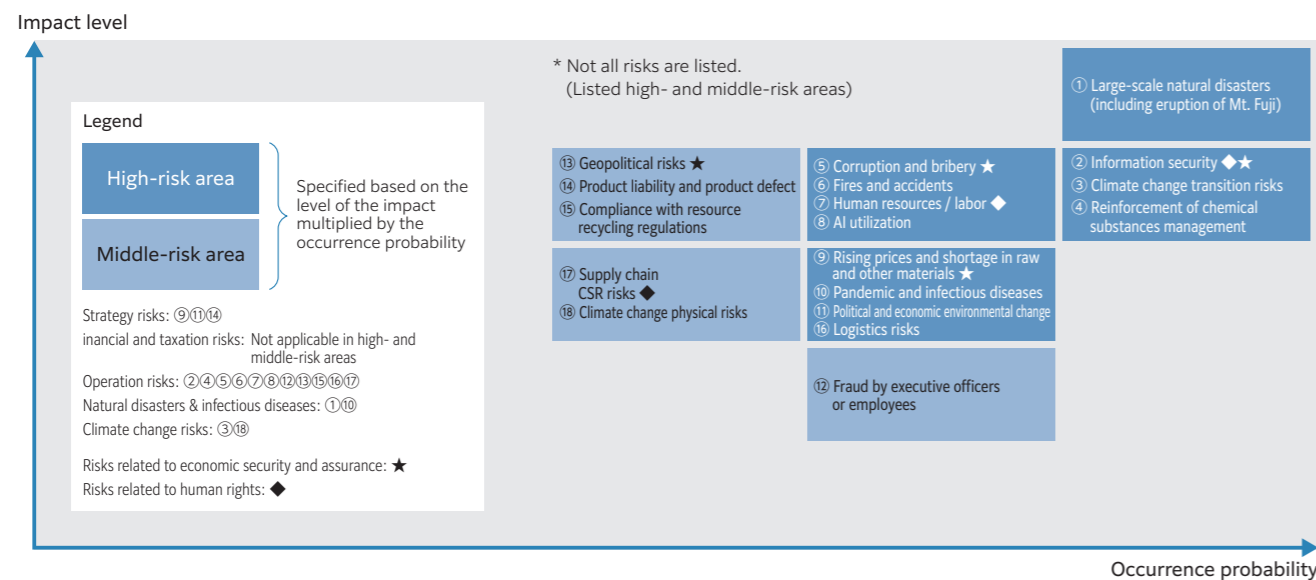 Impact level
* Not all risks are listed.
(Listed high- and middle-risk areas)
Legend
High-risk area
Middle-risk area
Specified based on the
level of the impact
multiplied by the
occurrence probability
Strategy risks: ⑨⑪⑭
inancial and taxation risks: Not applicable in high- and
middle-risk areas
Operation risks: ②④⑤⑥⑦⑧⑫⑬⑮⑯⑰
Natural disasters & infectious diseases: ①⑩
Climate change risks: ③⑱
Risks related to economic security and assurance: ★
Risks related to human rights: ◆
① Large-scale natural disasters
(including eruption of Mt. Fuji)
⑬ Geopolitical risks ★
⑭ Product liability and product defect
⑮ Compliance with resource
recycling regulations
⑤ Corruption and bribery ★
⑥ Fires and accidents
⑦ Human resources / labor ◆
⑧ AI utilization
② Information security ◆★
③ Climate change transition risks
④ Reinforcement of chemical
substances management
⑰ Supply chain
CSR risks ◆
⑱ Climate change physical risks
⑨ Rising prices and shortage in raw
and other materials ★
⑩ Pandemic and infectious diseases
⑪ Political and economic environmental change
⑯ Logistics risks
⑫ Fraud by executive officers
or employees
Occurrence probability